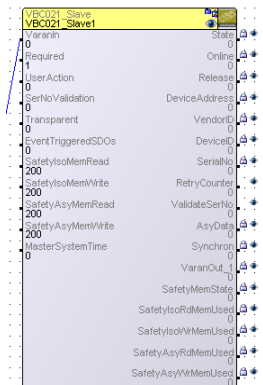 VBC021_Slave
VBC021_Slave1
VaranIn State
0 0
Required Online
1 0
UserAction Release
0 0
SerNoValidation DeviceAddress
0 0
Transparent VendorID
0 0
EventTriggeredSDOs DeviceID
0 0
SafetyIsoMemRead SerialNo
200 0
SafetyIsoMemWrite RetryCounter
200 0
SafetyAsyMemRead ValidateSerNo
200 0
SafetyAsyMemWrite AsyData
200 0
MasterSystemTime Synchron
0 0
VaranOut_1
0
SafetyMemState
0
SafetyIsoRdMemUsed
0
SafetyIsoWrMemUsed
0
SafetyAsyRdMemUsed
0
SafetyAsyWrMemUsed
0